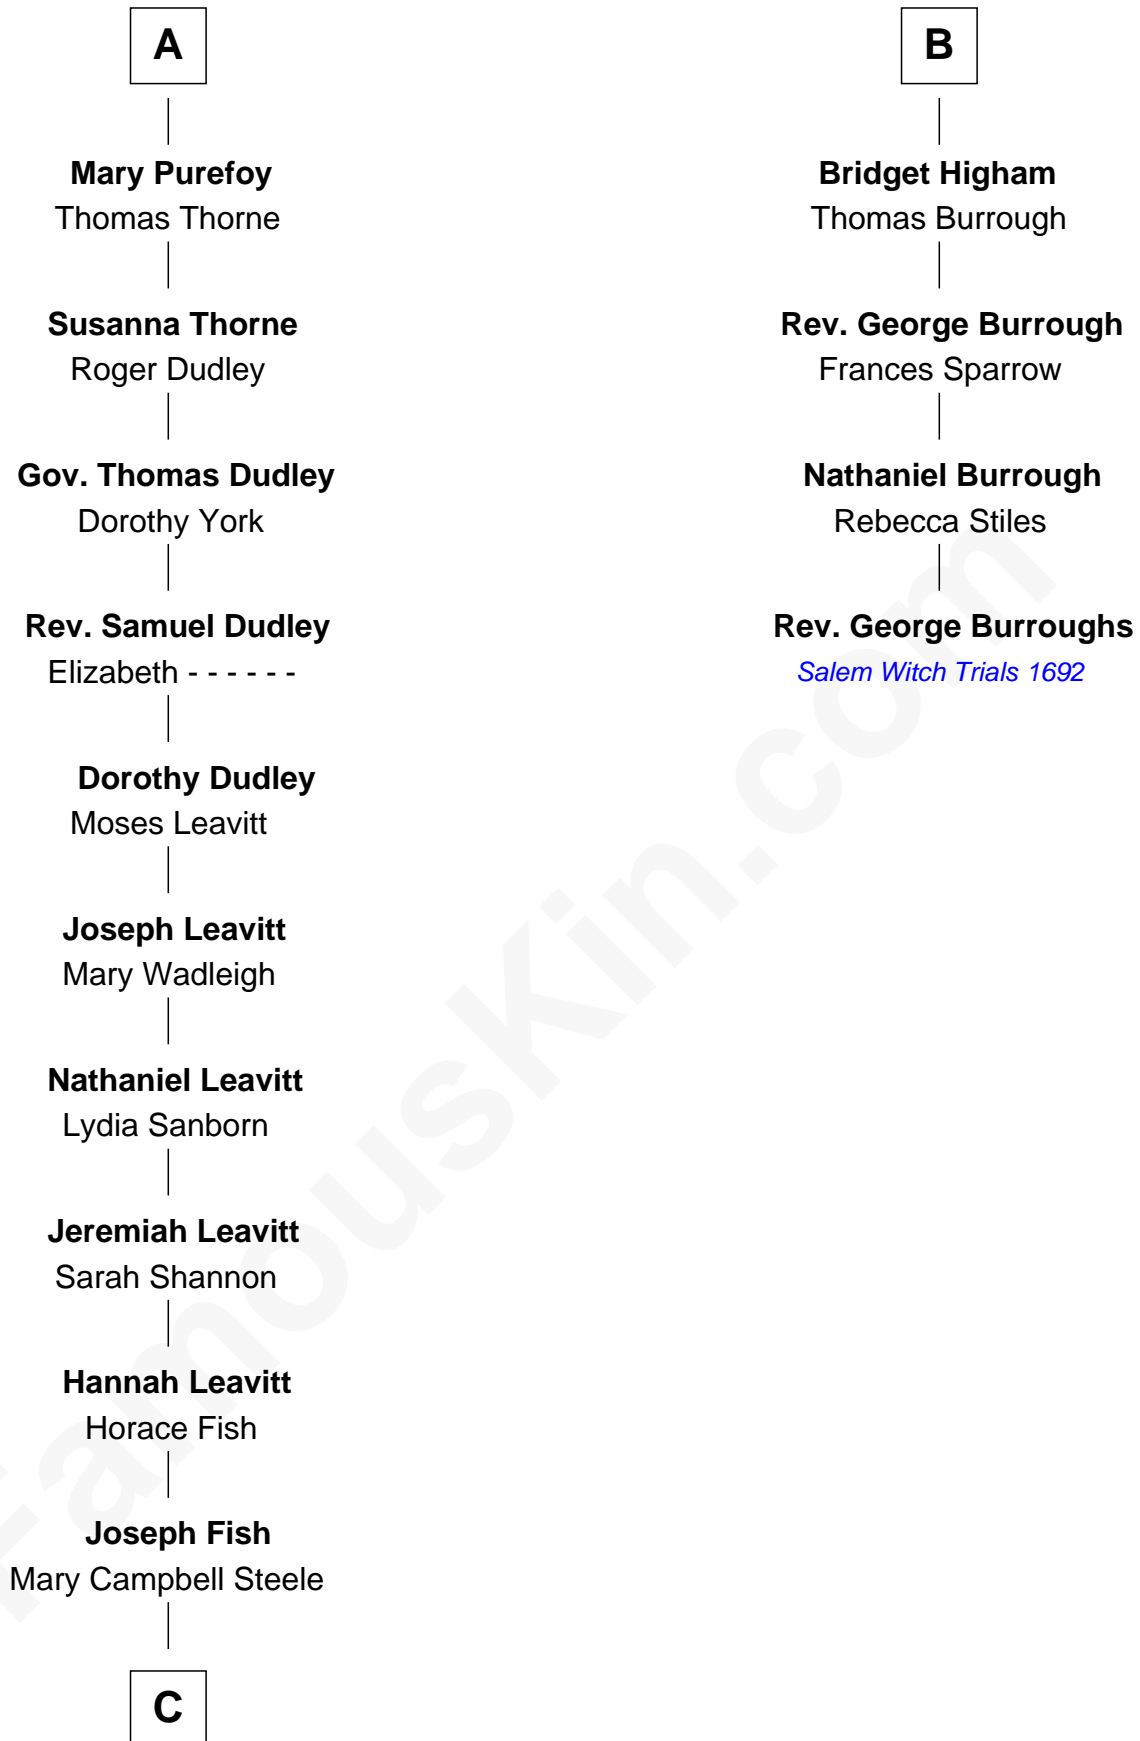 A
Mary Purefoy
Thomas Thorne
Susanna Thorne
Roger Dudley
Gov. Thomas Dudley
Dorothy York
Rev. Samuel Dudley
Elizabeth - - - - - -
Dorothy Dudley
Moses Leavitt
Joseph Leavitt
Mary Wadleigh
Nathaniel Leavitt
Lydia Sanborn
Jeremiah Leavitt
Sarah Shannon
Hannah Leavitt
Horace Fish
Joseph Fish
Mary Campbell Steele
C
B
Bridget Higham
Thomas Burrough
Rev. George Burrough
Frances Sparrow
Nathaniel Burrough
Rebecca Stiles
Rev. George Burroughs
Salem Witch Trials 1692
FamousKin.com